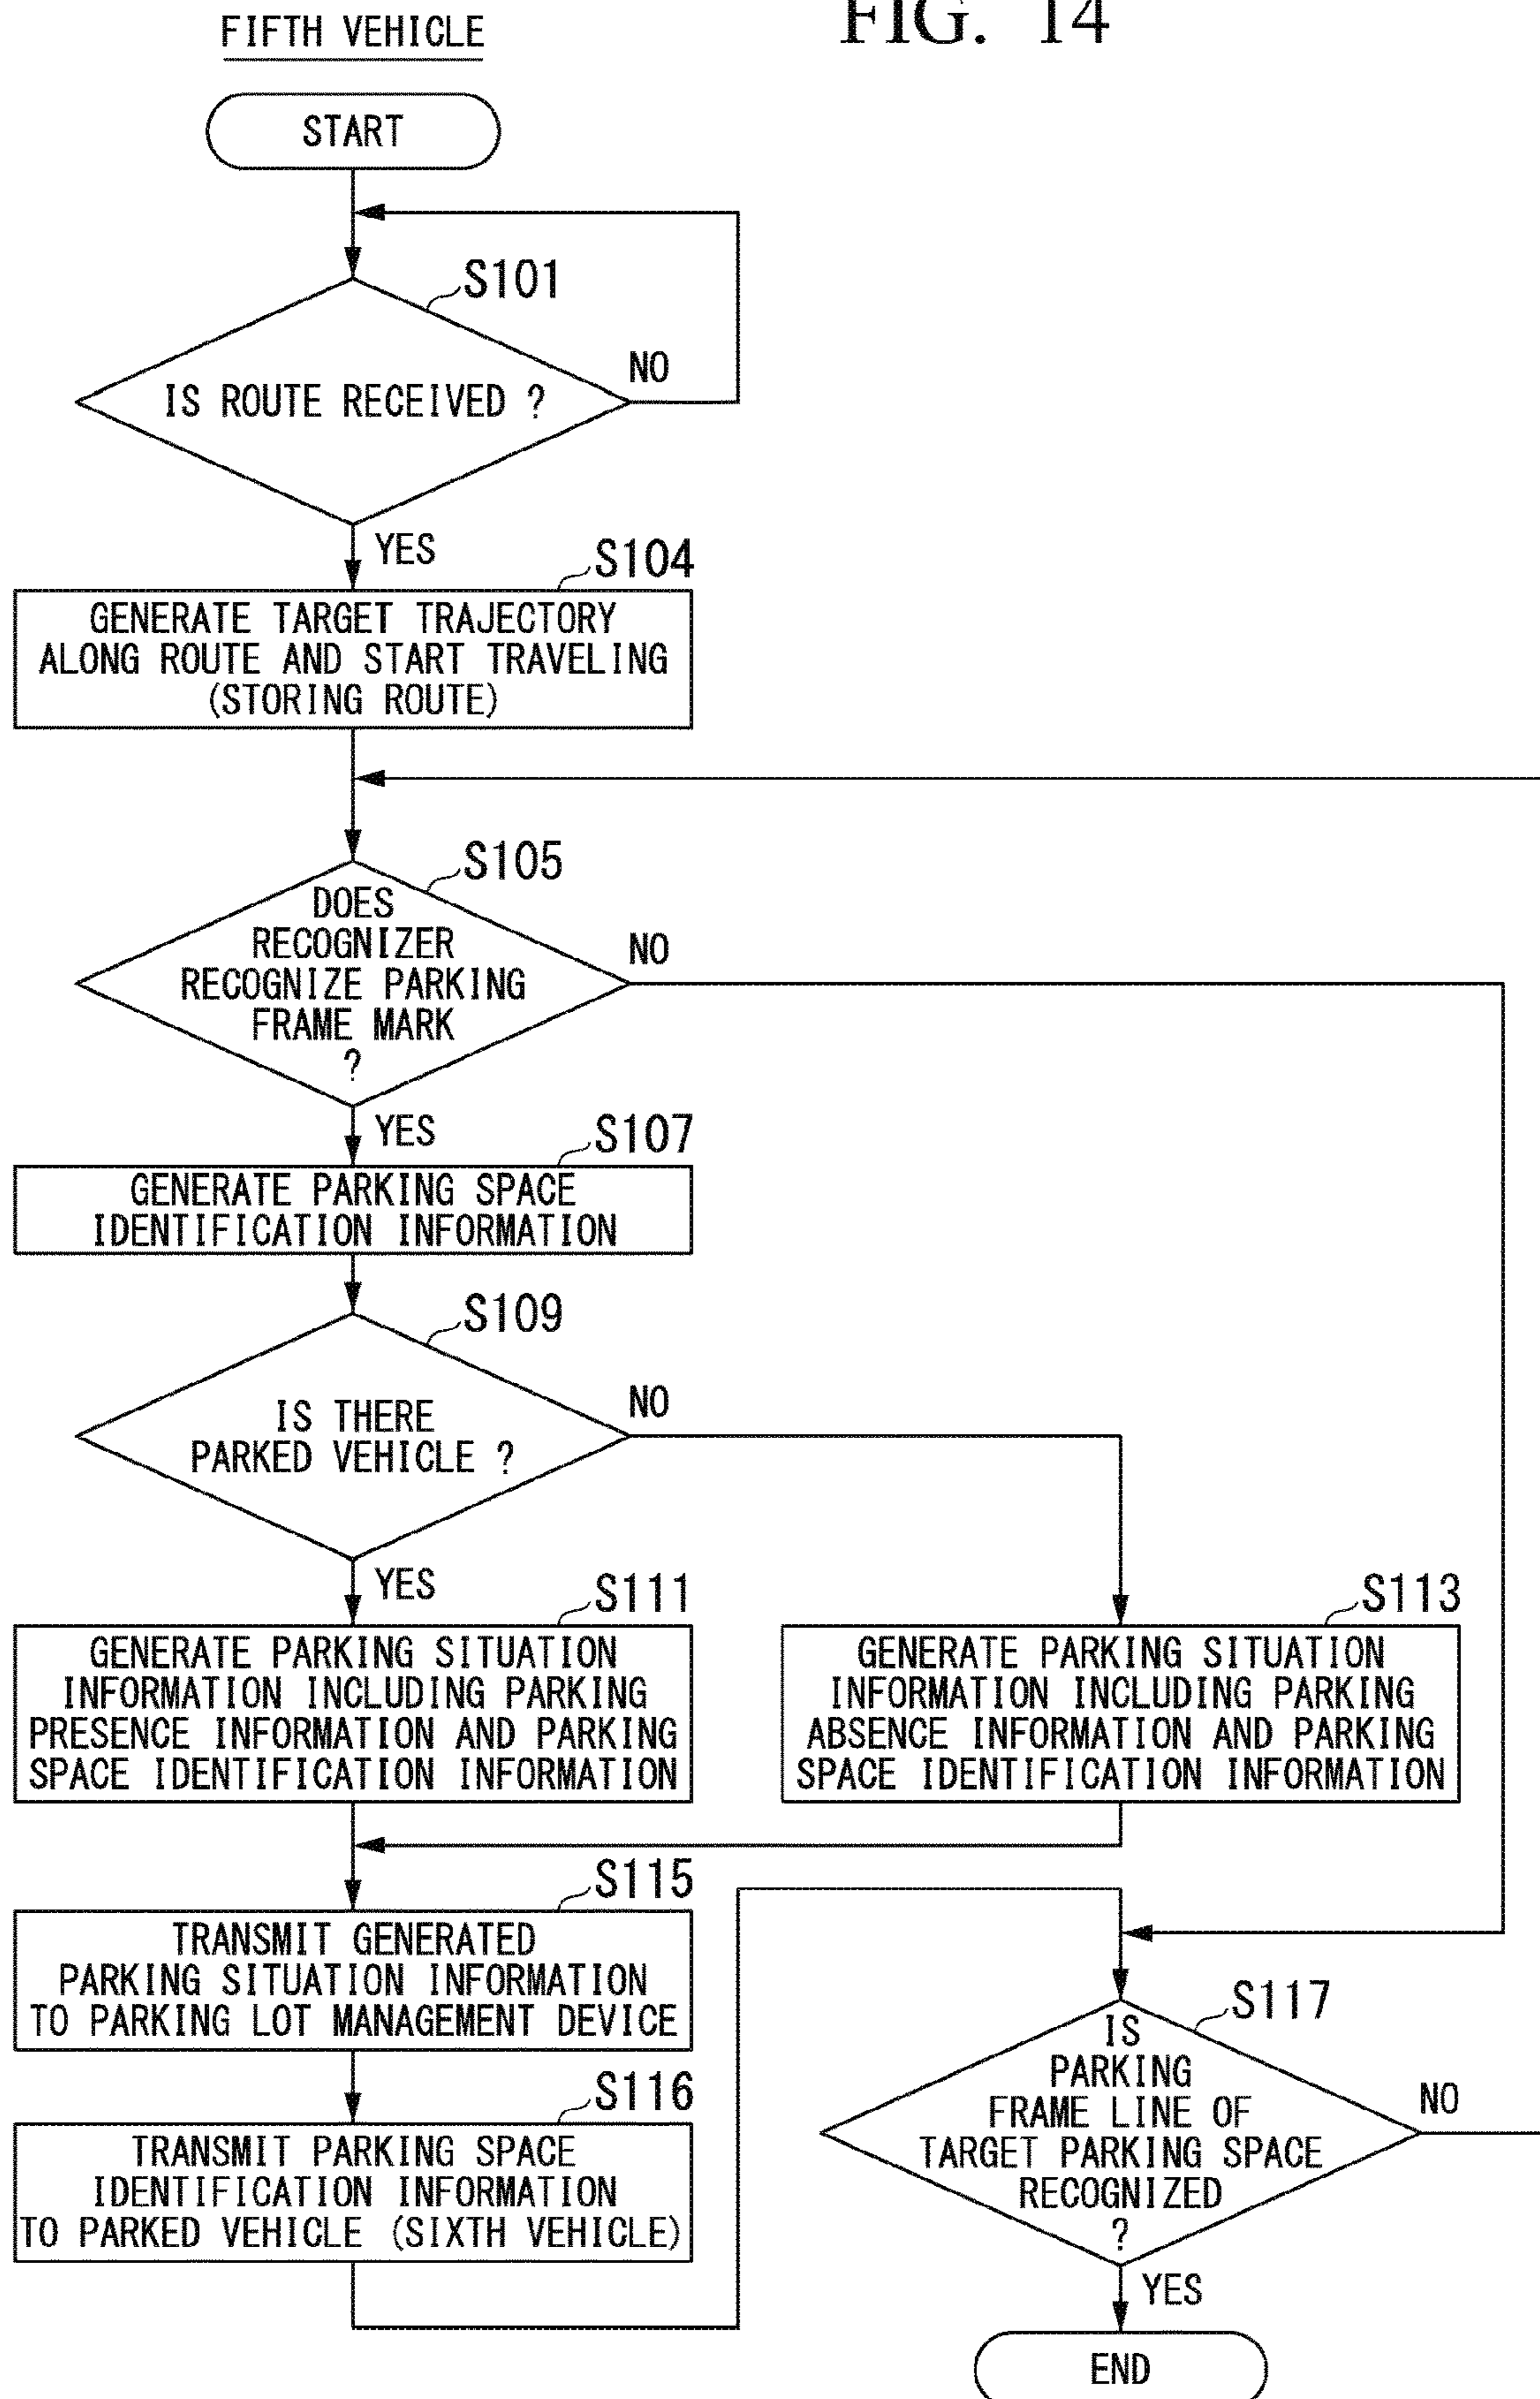 FIG. 14
FIFTH VEHICLE
START
S101
IS ROUTE RECEIVED ?
NO
YES
S104
GENERATE TARGET TRAJECTORY
ALONG ROUTE AND START TRAVELING
(STORING ROUTE)
S105
DOES
RECOGNIZER
RECOGNIZE PARKING
FRAME MARK
?
NO
YES
S107
GENERATE PARKING SPACE
IDENTIFICATION INFORMATION
S109
IS THERE
PARKED VEHICLE ?
NO
YES
S111
GENERATE PARKING SITUATION
INFORMATION INCLUDING PARKING
PRESENCE INFORMATION AND PARKING
SPACE IDENTIFICATION INFORMATION
S113
GENERATE PARKING SITUATION
INFORMATION INCLUDING PARKING
ABSENCE INFORMATION AND PARKING
SPACE IDENTIFICATION INFORMATION
S115
TRANSMIT GENERATED
PARKING SITUATION INFORMATION
TO PARKING LOT MANAGEMENT DEVICE
S116
TRANSMIT PARKING SPACE
IDENTIFICATION INFORMATION
TO PARKED VEHICLE (SIXTH VEHICLE)
S117
IS
PARKING
FRAME LINE OF
TARGET PARKING SPACE
RECOGNIZED
?
NO
YES
END